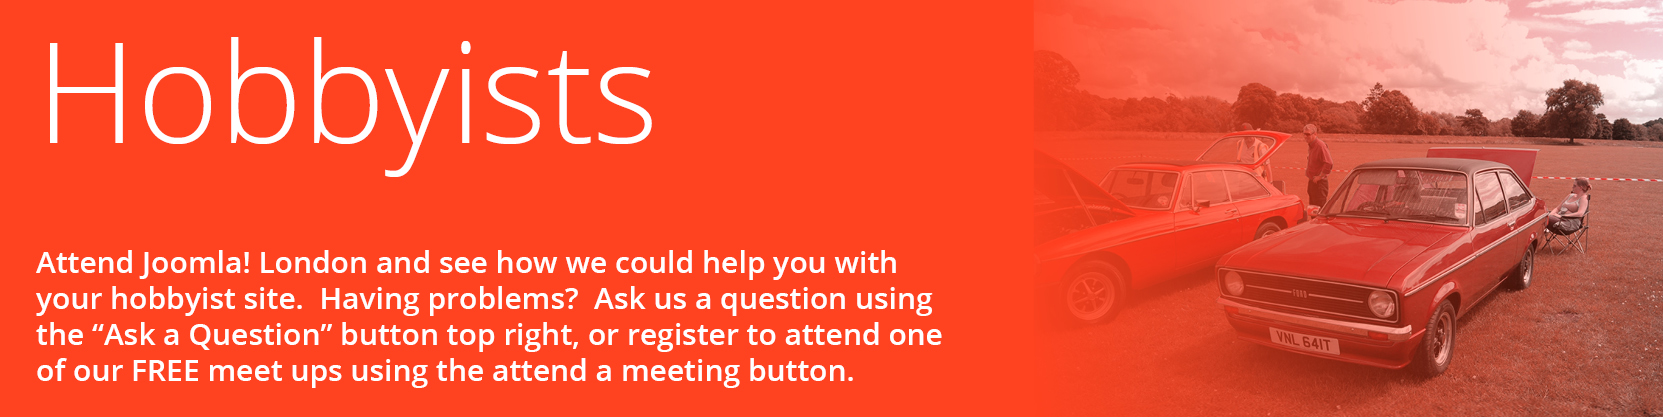 Hobbyists
Attend Joomla! London and see how we could help you with
your hobbyist site.  Having problems?  Ask us a question using
the “Ask a Question” button top right, or register to attend one
of our FREE meet ups using the attend a meeting button.
FORD
VNL 641T